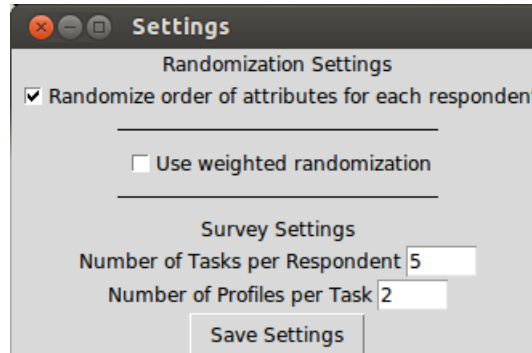 Settings
Randomization Settings
Randomize order of attributes for each responden
Use weighted randomization
Survey Settings
Number of Tasks per Respondent 5
Number of Profiles per Task 2
Save Settings